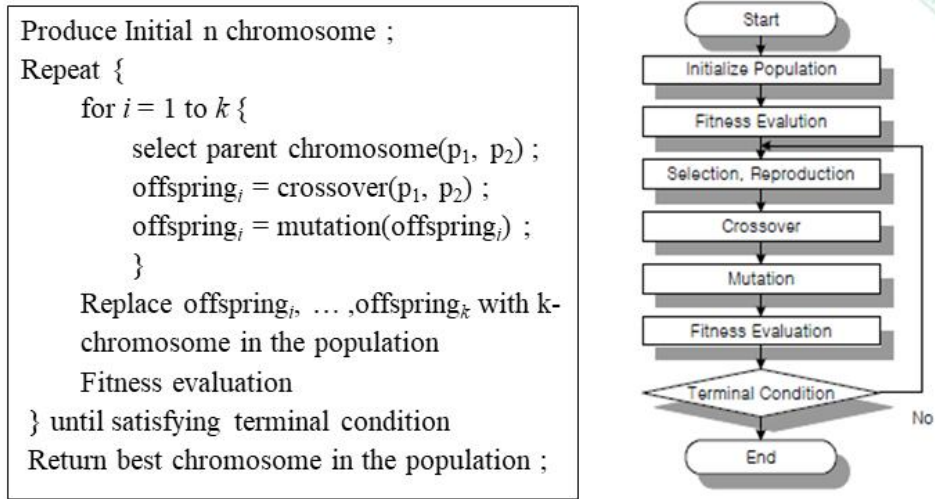 Produce Initial n chromosome ;
Repeat {
for i = 1 to k {
select parent chromosome(p₁, p₂) ;
offspringᵢ = crossover(p₁, p₂) ;
offspringᵢ = mutation(offspringᵢ) ;
}
Replace offspringᵢ, … ,offspringₖ with k-
chromosome in the population
Fitness evaluation
} until satisfying terminal condition
Return best chromosome in the population ;
Start
Initialize Population
Fitness Evalution
Selection, Reproduction
Crossover
Mutation
Fitness Evaluation
Terminal Condition
No
End